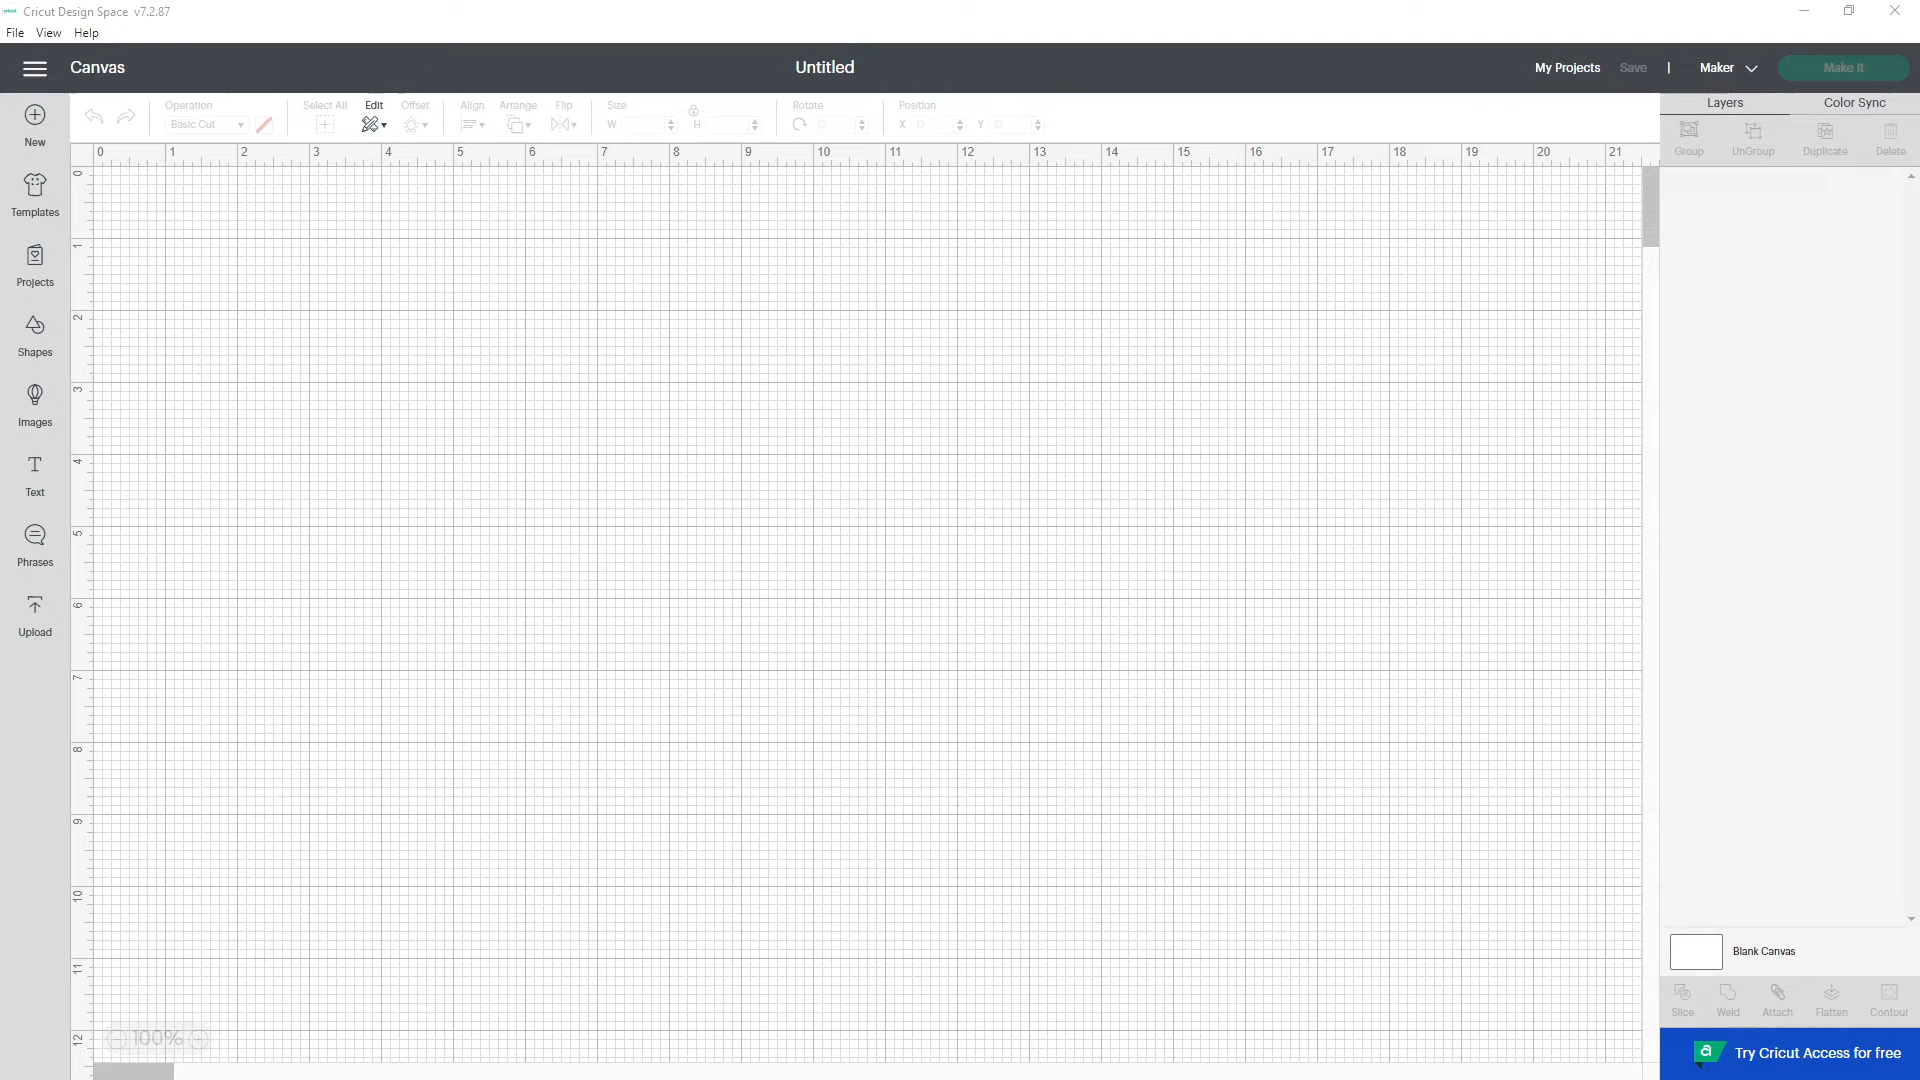 cricut Cricut Design Space v7.2.87
File View Help
Canvas Untitled My Projects Save | Maker Make It
Operation Select All Edit Offset Align Arrange Flip Size Rotate Position Layers Color Sync
Basic Cut W H 0 X 0 Y 0
Group UnGroup Duplicate Delete
0 1 2 3 4 5 6 7 8 9 10 11 12 13 14 15 16 17 18 19 20 21
New
Templates
Projects
Shapes
Images
Text
Phrases
Upload
0
1
2
3
4
5
6
7
8
9
10
11
12
100%
Blank Canvas
Slice Weld Attach Flatten Contour
a Try Cricut Access for free